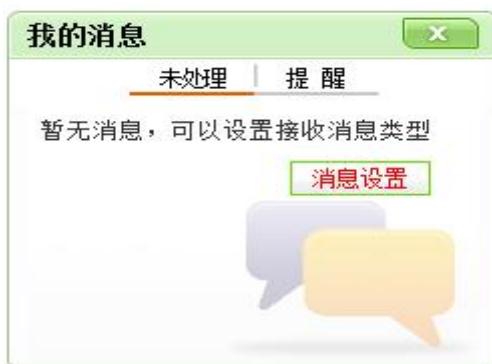 我的消息
未处理 提 醒
暂无消息，可以设置接收消息类型
消息设置